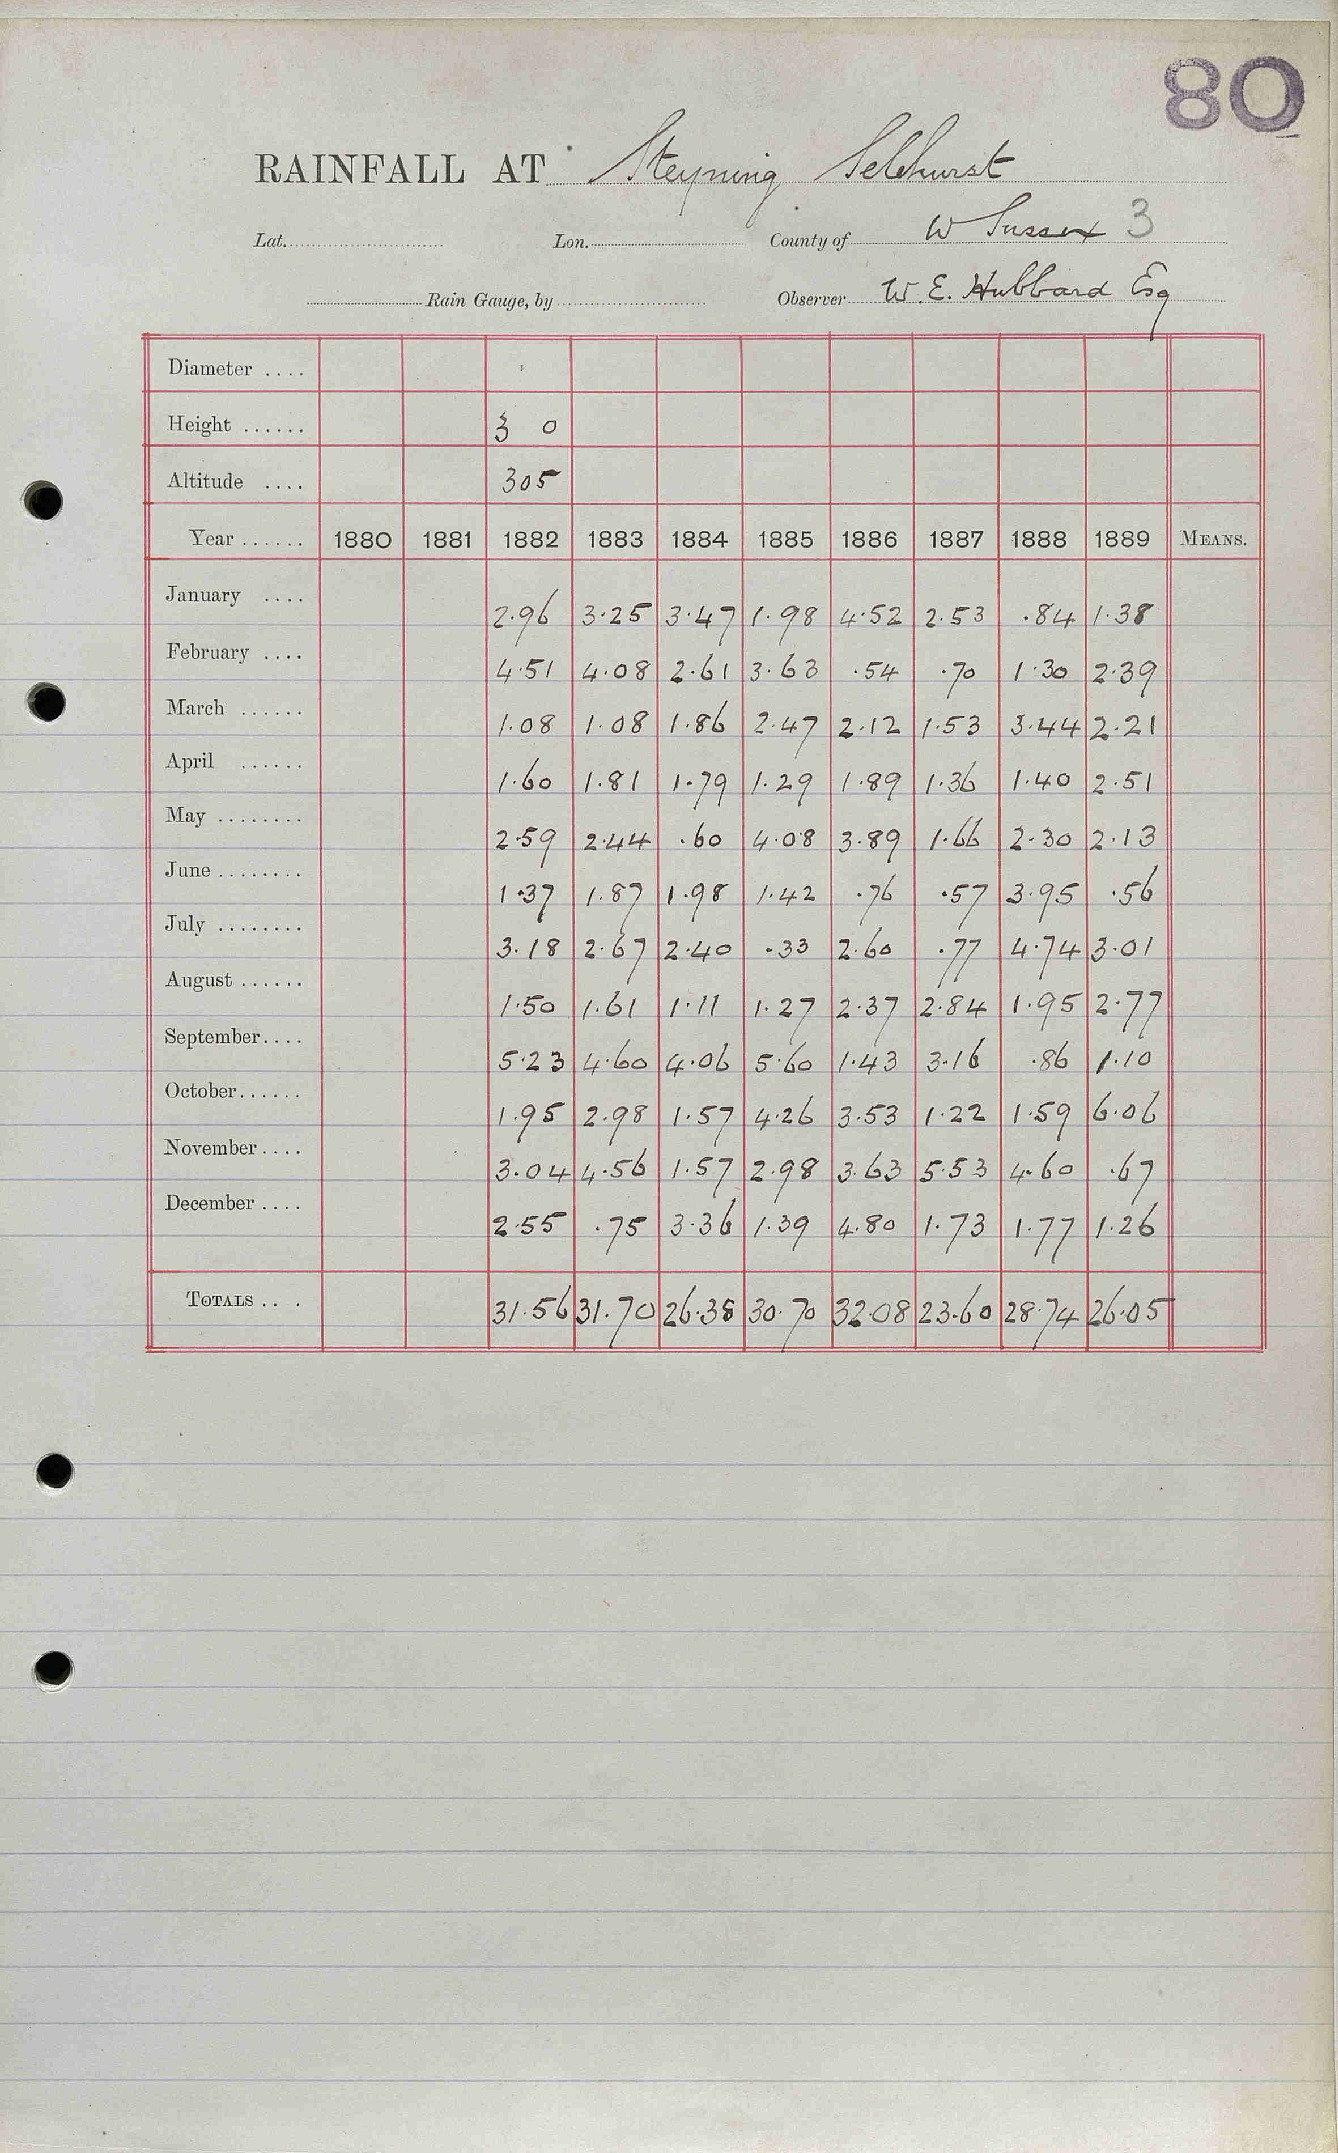 80
RAINFALL AT Steyning Selhurst
Lat. Lon. County of W Sussex 3
Rain Gauge, by Observer W. E. Hubbard Esq
Diameter ....
Height ...... 3 0
Altitude .... 305
Year ...... 1880 1881 1882 1883 1884 1885 1886 1887 1888 1889 MEANS.
January .... 2.96 3.25 3.47 1.98 4.52 2.53 .84 1.38
February .... 4.51 4.08 2.61 3.63 .54 .70 1.30 2.39
March ...... 1.08 1.08 1.86 2.47 2.12 1.53 3.44 2.21
April ...... 1.60 1.81 1.79 1.29 1.89 1.36 1.40 2.51
May ........ 2.59 2.44 .60 4.08 3.89 1.66 2.30 2.13
June ........ 1.37 1.87 1.98 1.42 .76 .57 3.95 .56
July ........ 3.18 2.67 2.40 .33 2.60 .77 4.74 3.01
August ...... 1.50 1.61 1.11 1.27 2.37 2.84 1.95 2.77
September .... 5.23 4.60 4.06 5.60 1.43 3.16 .86 1.10
October ...... 1.95 2.98 1.57 4.26 3.53 1.22 1.59 6.06
November .... 3.04 4.56 1.57 2.98 3.63 5.53 4.60 .67
December .... 2.55 .75 3.36 1.39 4.80 1.73 1.77 1.26
TOTALS .... 31.56 31.70 26.38 30.70 32.08 23.60 28.74 26.05